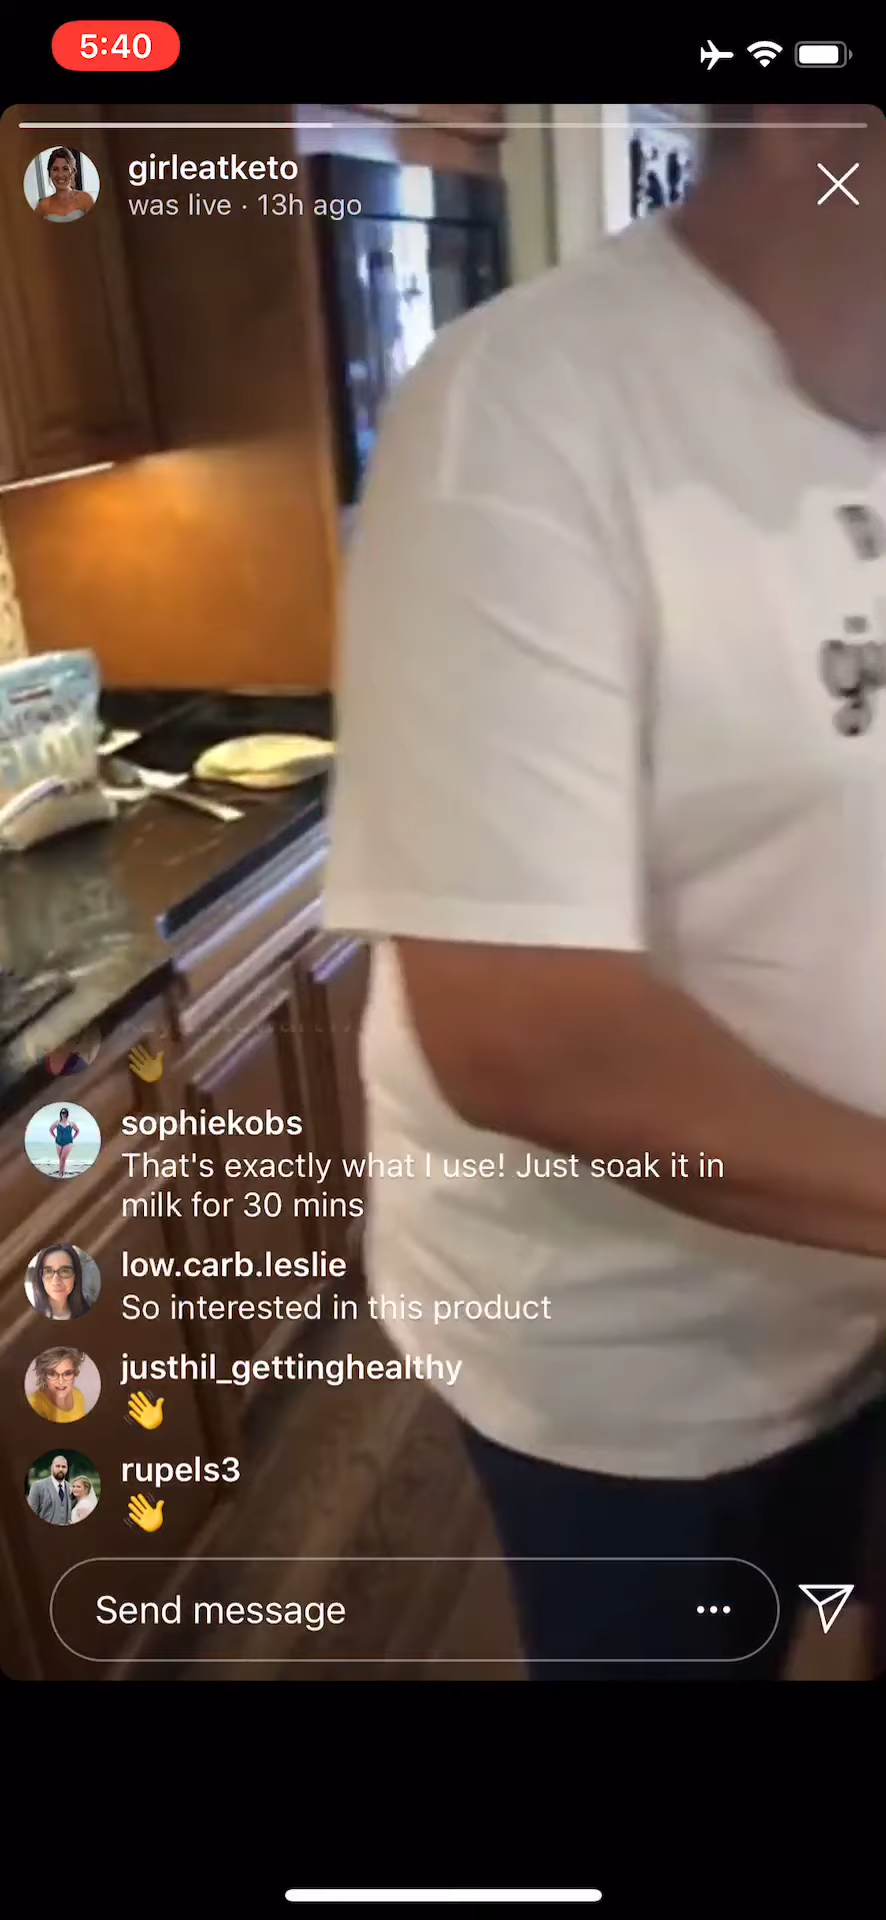 5:40
girleatketo
was live · 13h ago
sophiekobs
That's exactly what I use! Just soak it in
milk for 30 mins
low.carb.leslie
So interested in this product
justhil_gettinghealthy
👋
rupels3
👋
Send message